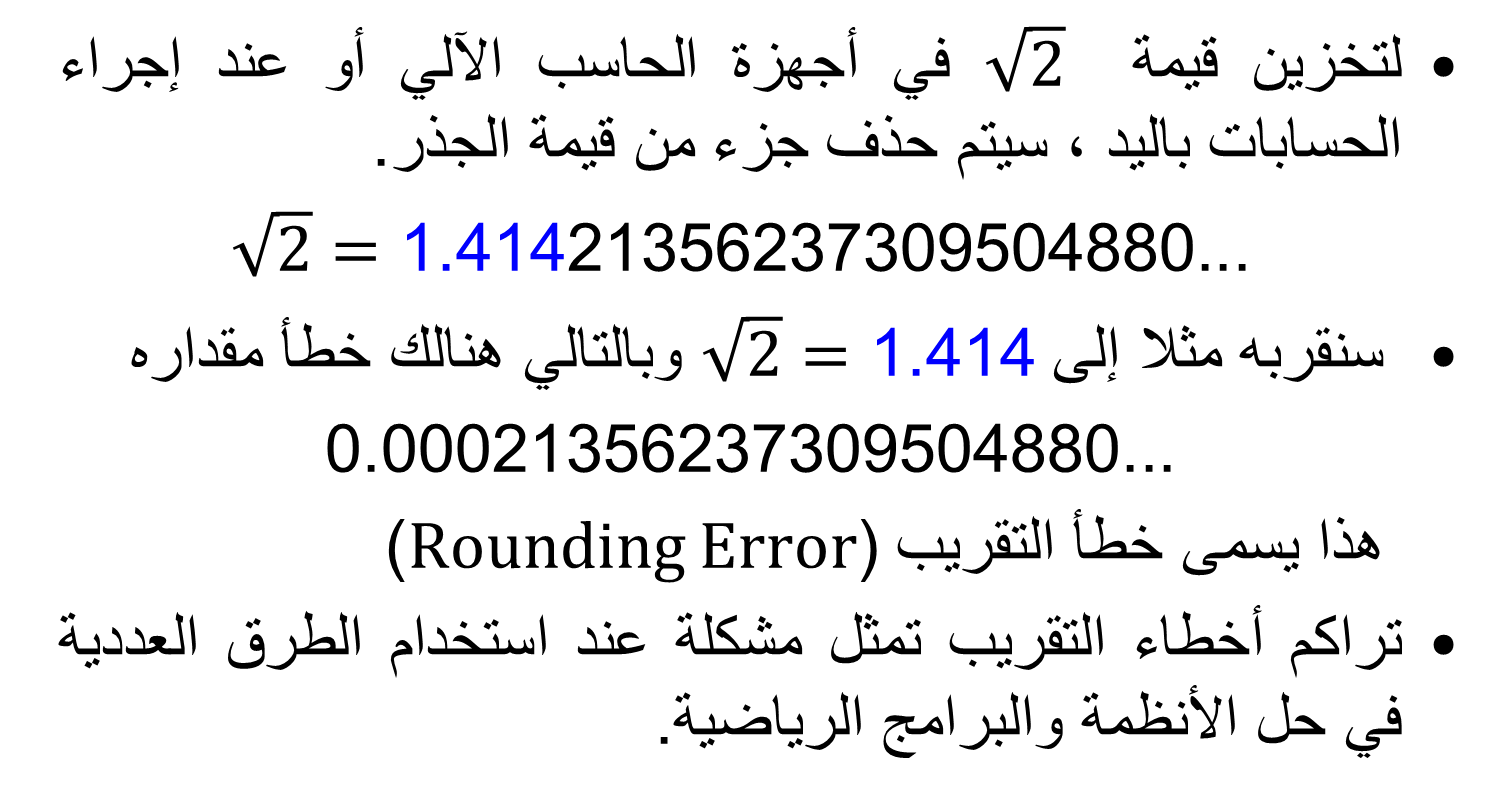 • لتخزين قيمة √2 في أجهزة الحاسب الآلي أو عند إجراء
الحسابات باليد ، سيتم حذف جزء من قيمة الجذر.
√2 = 1.41421356237309504880...
• سنقربه مثلا إلى √2 = 1.414 وبالتالي هنالك خطأ مقداره
0.00021356237309504880...
هذا يسمى خطأ التقريب (Rounding Error)
• تراكم أخطاء التقريب تمثل مشكلة عند استخدام الطرق العددية
في حل الأنظمة والبرامج الرياضية.